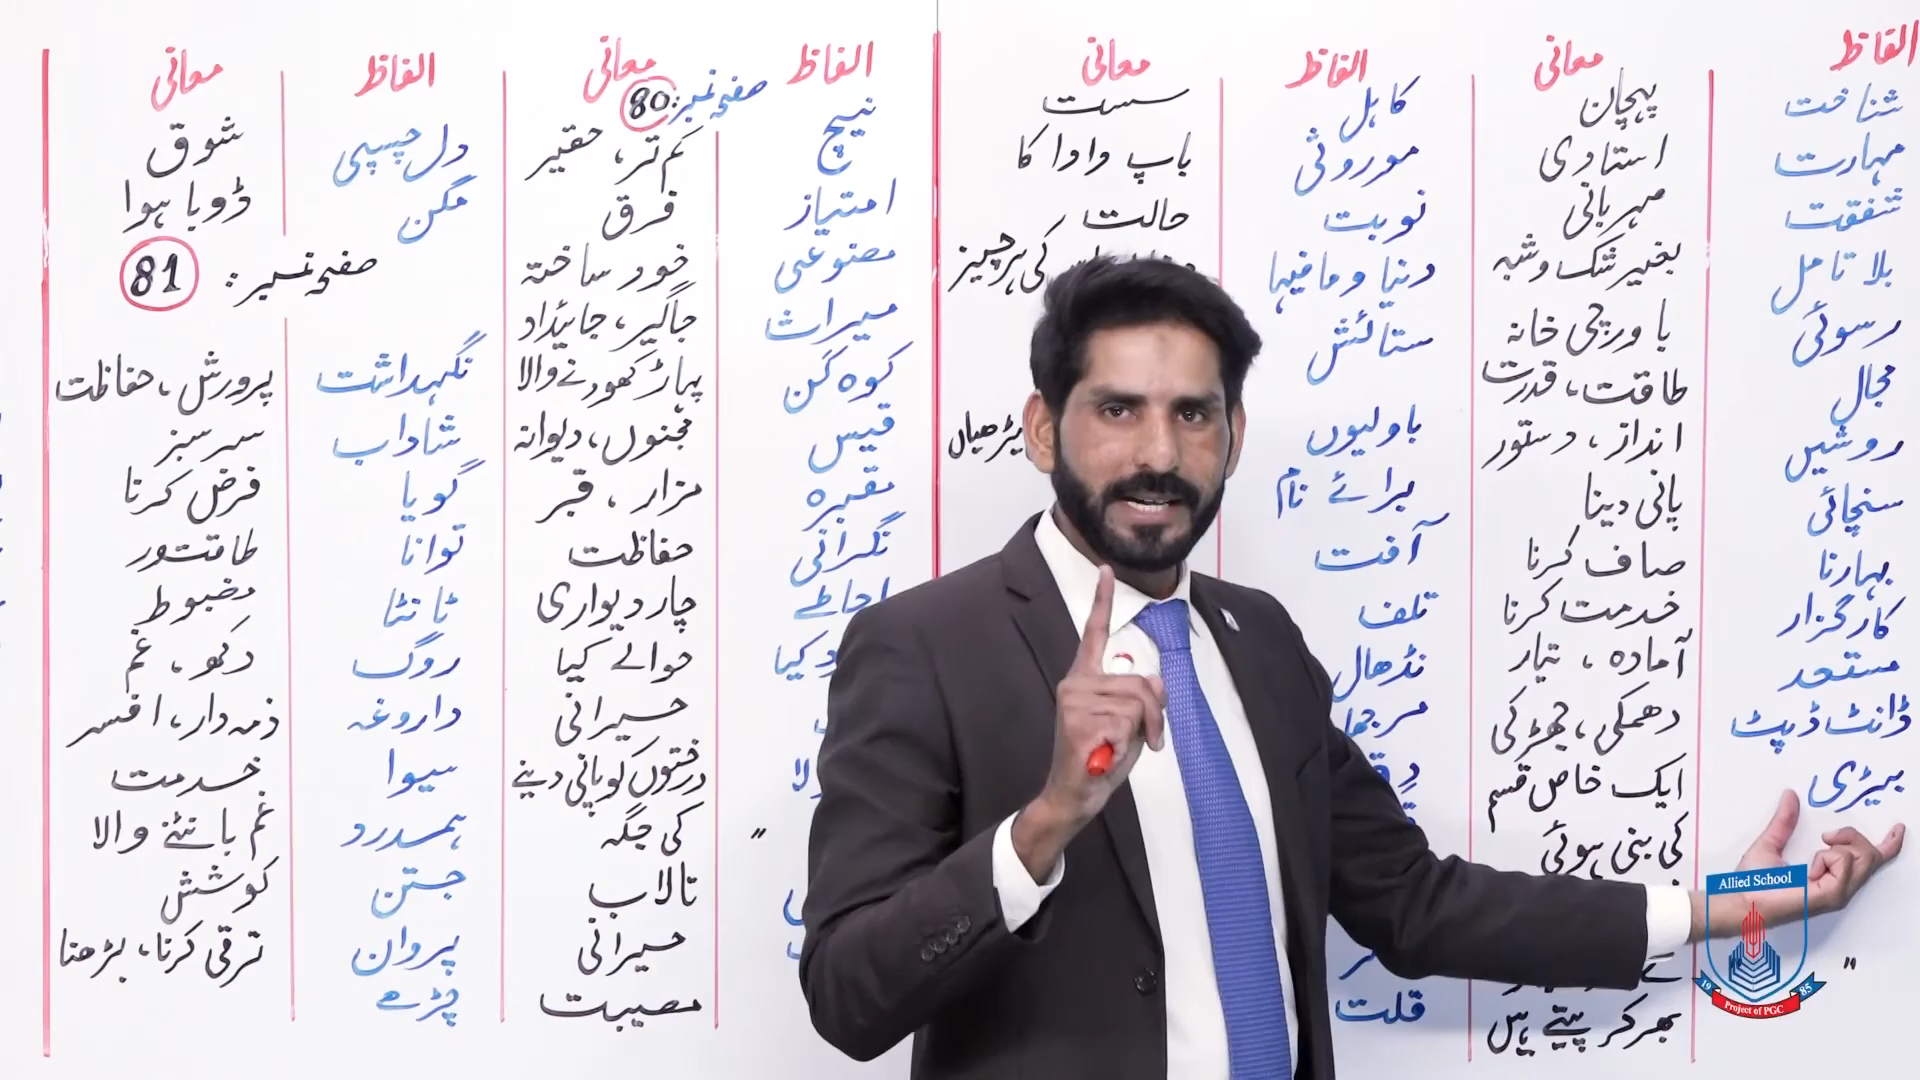 الفاظ معانی
شناخت پہچان
مہارت استادی
شفقت مہربانی
بلا تامل بغیر شک و شبہ
رسوئی باورچی خانہ
مجال طاقت، قدرت
روشیں انداز، دستور
سنچائی پانی دینا
بہارنا صاف کرنا
کارگزار خدمت کرنا
مستعد آمادہ، تیار
ڈانٹ ڈپٹ دھمکی، جھڑکی
بیڑی ایک خاص قسم
کی بنی ہوئی
"
بھر کر پیتے ہیں
الفاظ معانی
کاہل سست
موروثی باپ دادا کا
نوبت حالت
دنیا و مافیہا کی ہر چیز
ستائش
باولیوں
برائے نام
آفت
تلف
نڈھال
قلت
الفاظ معانی
صفحہ نمبر: 80
نیچ کم تر، حقیر
امتیاز فرق
مصنوعی خود ساختہ
میراث جاگیر، جائیداد
کوہ کن پہاڑ کھودنے والا
قیس مجنوں، دیوانہ
مقبرہ مزار، قبر
نگرانی حفاظت
احاطے چار دیواری
حوالے کیا
حیرانی
درختوں کو پانی دینے
" کی جگہ
تالاب
حیرانی
مصیبت
الفاظ معانی
دل چسپی شوق
مگن ڈوبا ہوا
صفحہ نمبر: 81
نگہداشت پرورش، حفاظت
شاداب سرسبز
گویا فرض کرنا
توانا طاقتور
ٹانٹا مضبوط
روگ دکھ، غم
داروغہ ذمہ دار، افسر
سیوا خدمت
ہمدرد غم بانٹنے والا
جتن کوشش
پروان ترقی کرنا، بڑھنا
چڑھے
Allied School
19 85
Project of PGC